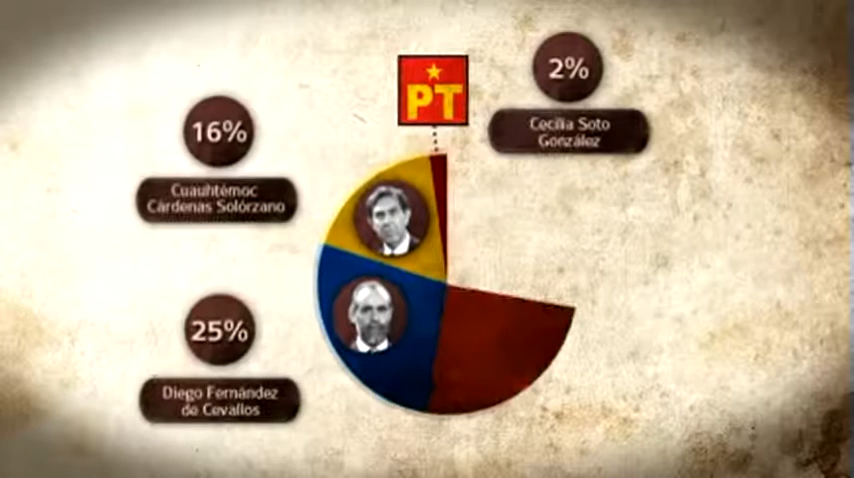 PT
2%
Cecilia Soto
González
16%
Cuauhtémoc
Cárdenas Solórzano
25%
Diego Fernández
de Cevallos